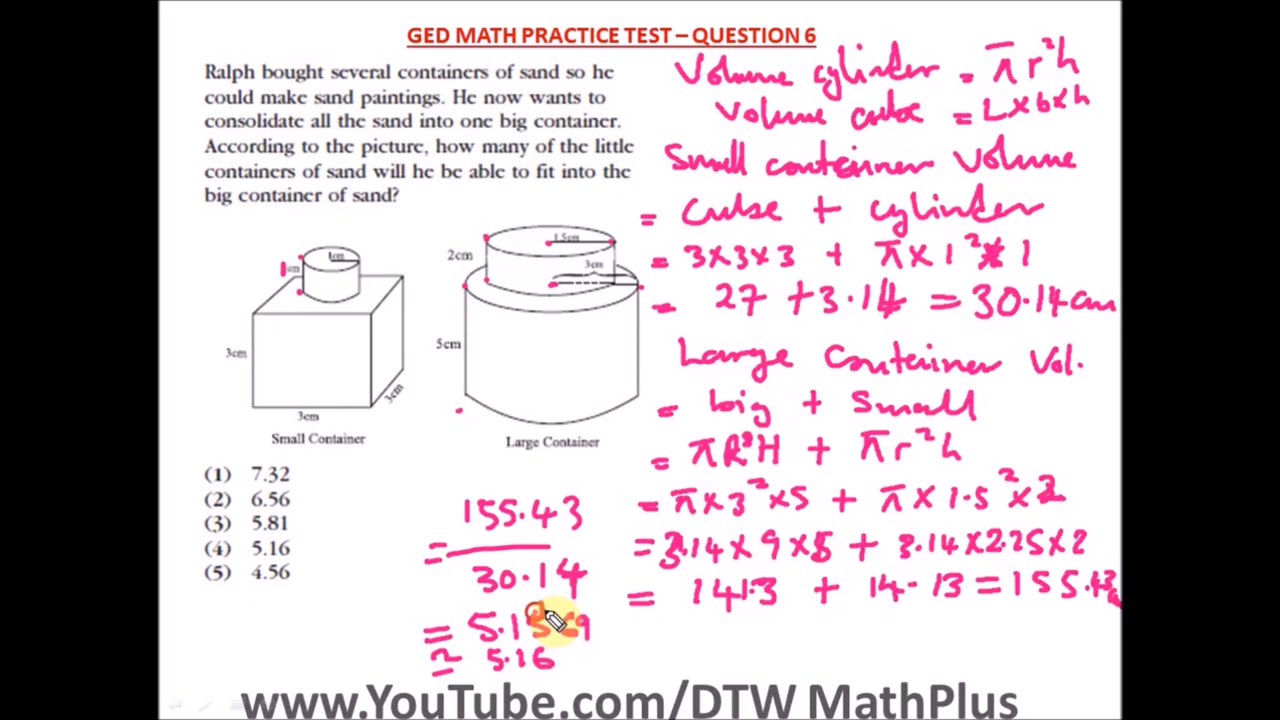 GED MATH PRACTICE TEST – QUESTION 6
Ralph bought several containers of sand so he
could make sand paintings. He now wants to
consolidate all the sand into one big container.
According to the picture, how many of the little
containers of sand will he be able to fit into the
big container of sand?
1cm
cm
3cm
3cm
3cm
Small Container
1.5cm
2cm
3cm
5cm
Large Container
(1) 7.32
(2) 6.56
(3) 5.81
(4) 5.16
(5) 4.56
Volume cylinder = πr²h
Volume cube = L×b×h
Small container Volume
= cube + cylinder
= 3×3×3 + π×1²×1
= 27 + 3.14 = 30.14cm
Large Container Vol.
= big + Small
= πR²H + πr²h
= π×3²×5 + π×1.5²×2
= 3.14×9×5 + 3.14×2.25×2
= 141.3 + 14.13 = 155.43
= 155.43
30.14
= 5.1569
≃ 5.16
www.YouTube.com/DTW MathPlus